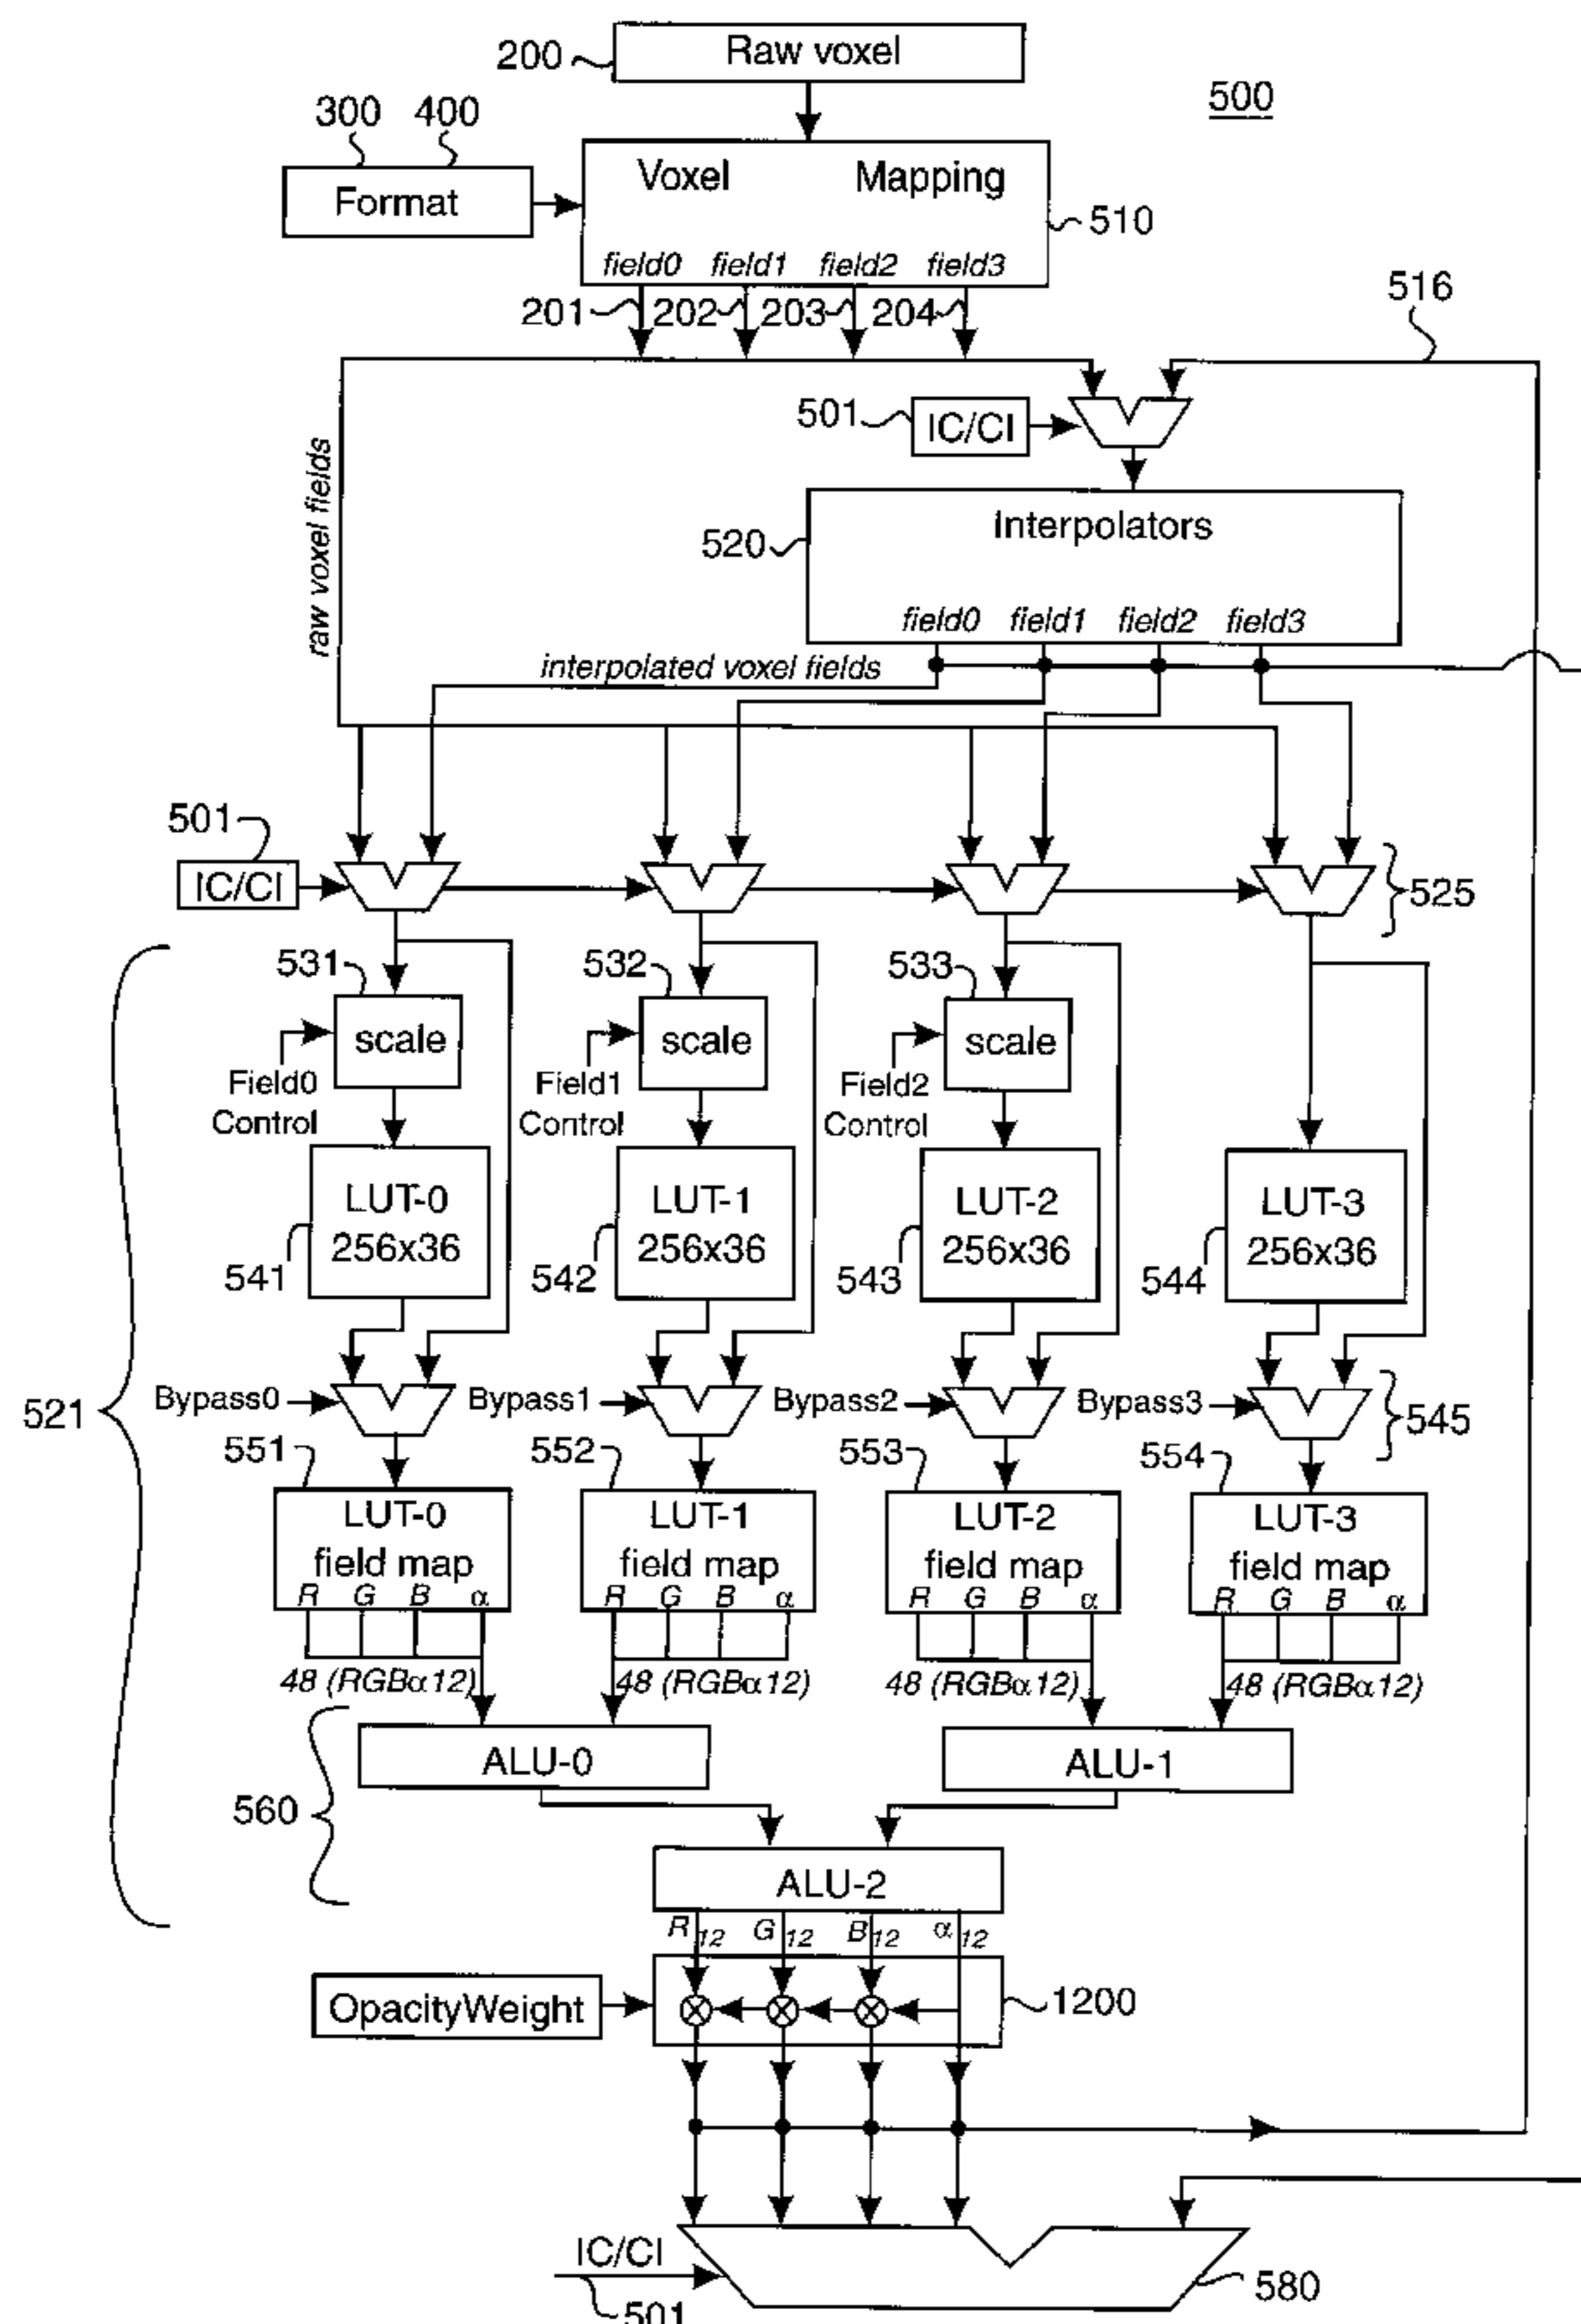 Raw voxel
200
500
300 400
Format
Voxel Mapping
510
field0 field1 field2 field3
201 202 203 204
516
501
IC/CI
raw voxel fields
Interpolators
520
field0 field1 field2 field3
interpolated voxel fields
501
IC/CI
525
531 532 533
scale scale scale
Field0 Control
Field1 Control
Field2 Control
LUT-0 256x36
LUT-1 256x36
LUT-2 256x36
LUT-3 256x36
541 542 543 544
521
Bypass0 Bypass1 Bypass2 Bypass3
545
551 552 553 554
LUT-0 field map
LUT-1 field map
LUT-2 field map
LUT-3 field map
R G B α R G B α R G B α R G B α
48 (RGBα12) 48 (RGBα12) 48 (RGBα12) 48 (RGBα12)
ALU-0 ALU-1
560
ALU-2
R 12 G 12 B 12 α 12
OpacityWeight
1200
IC/CI
501
580